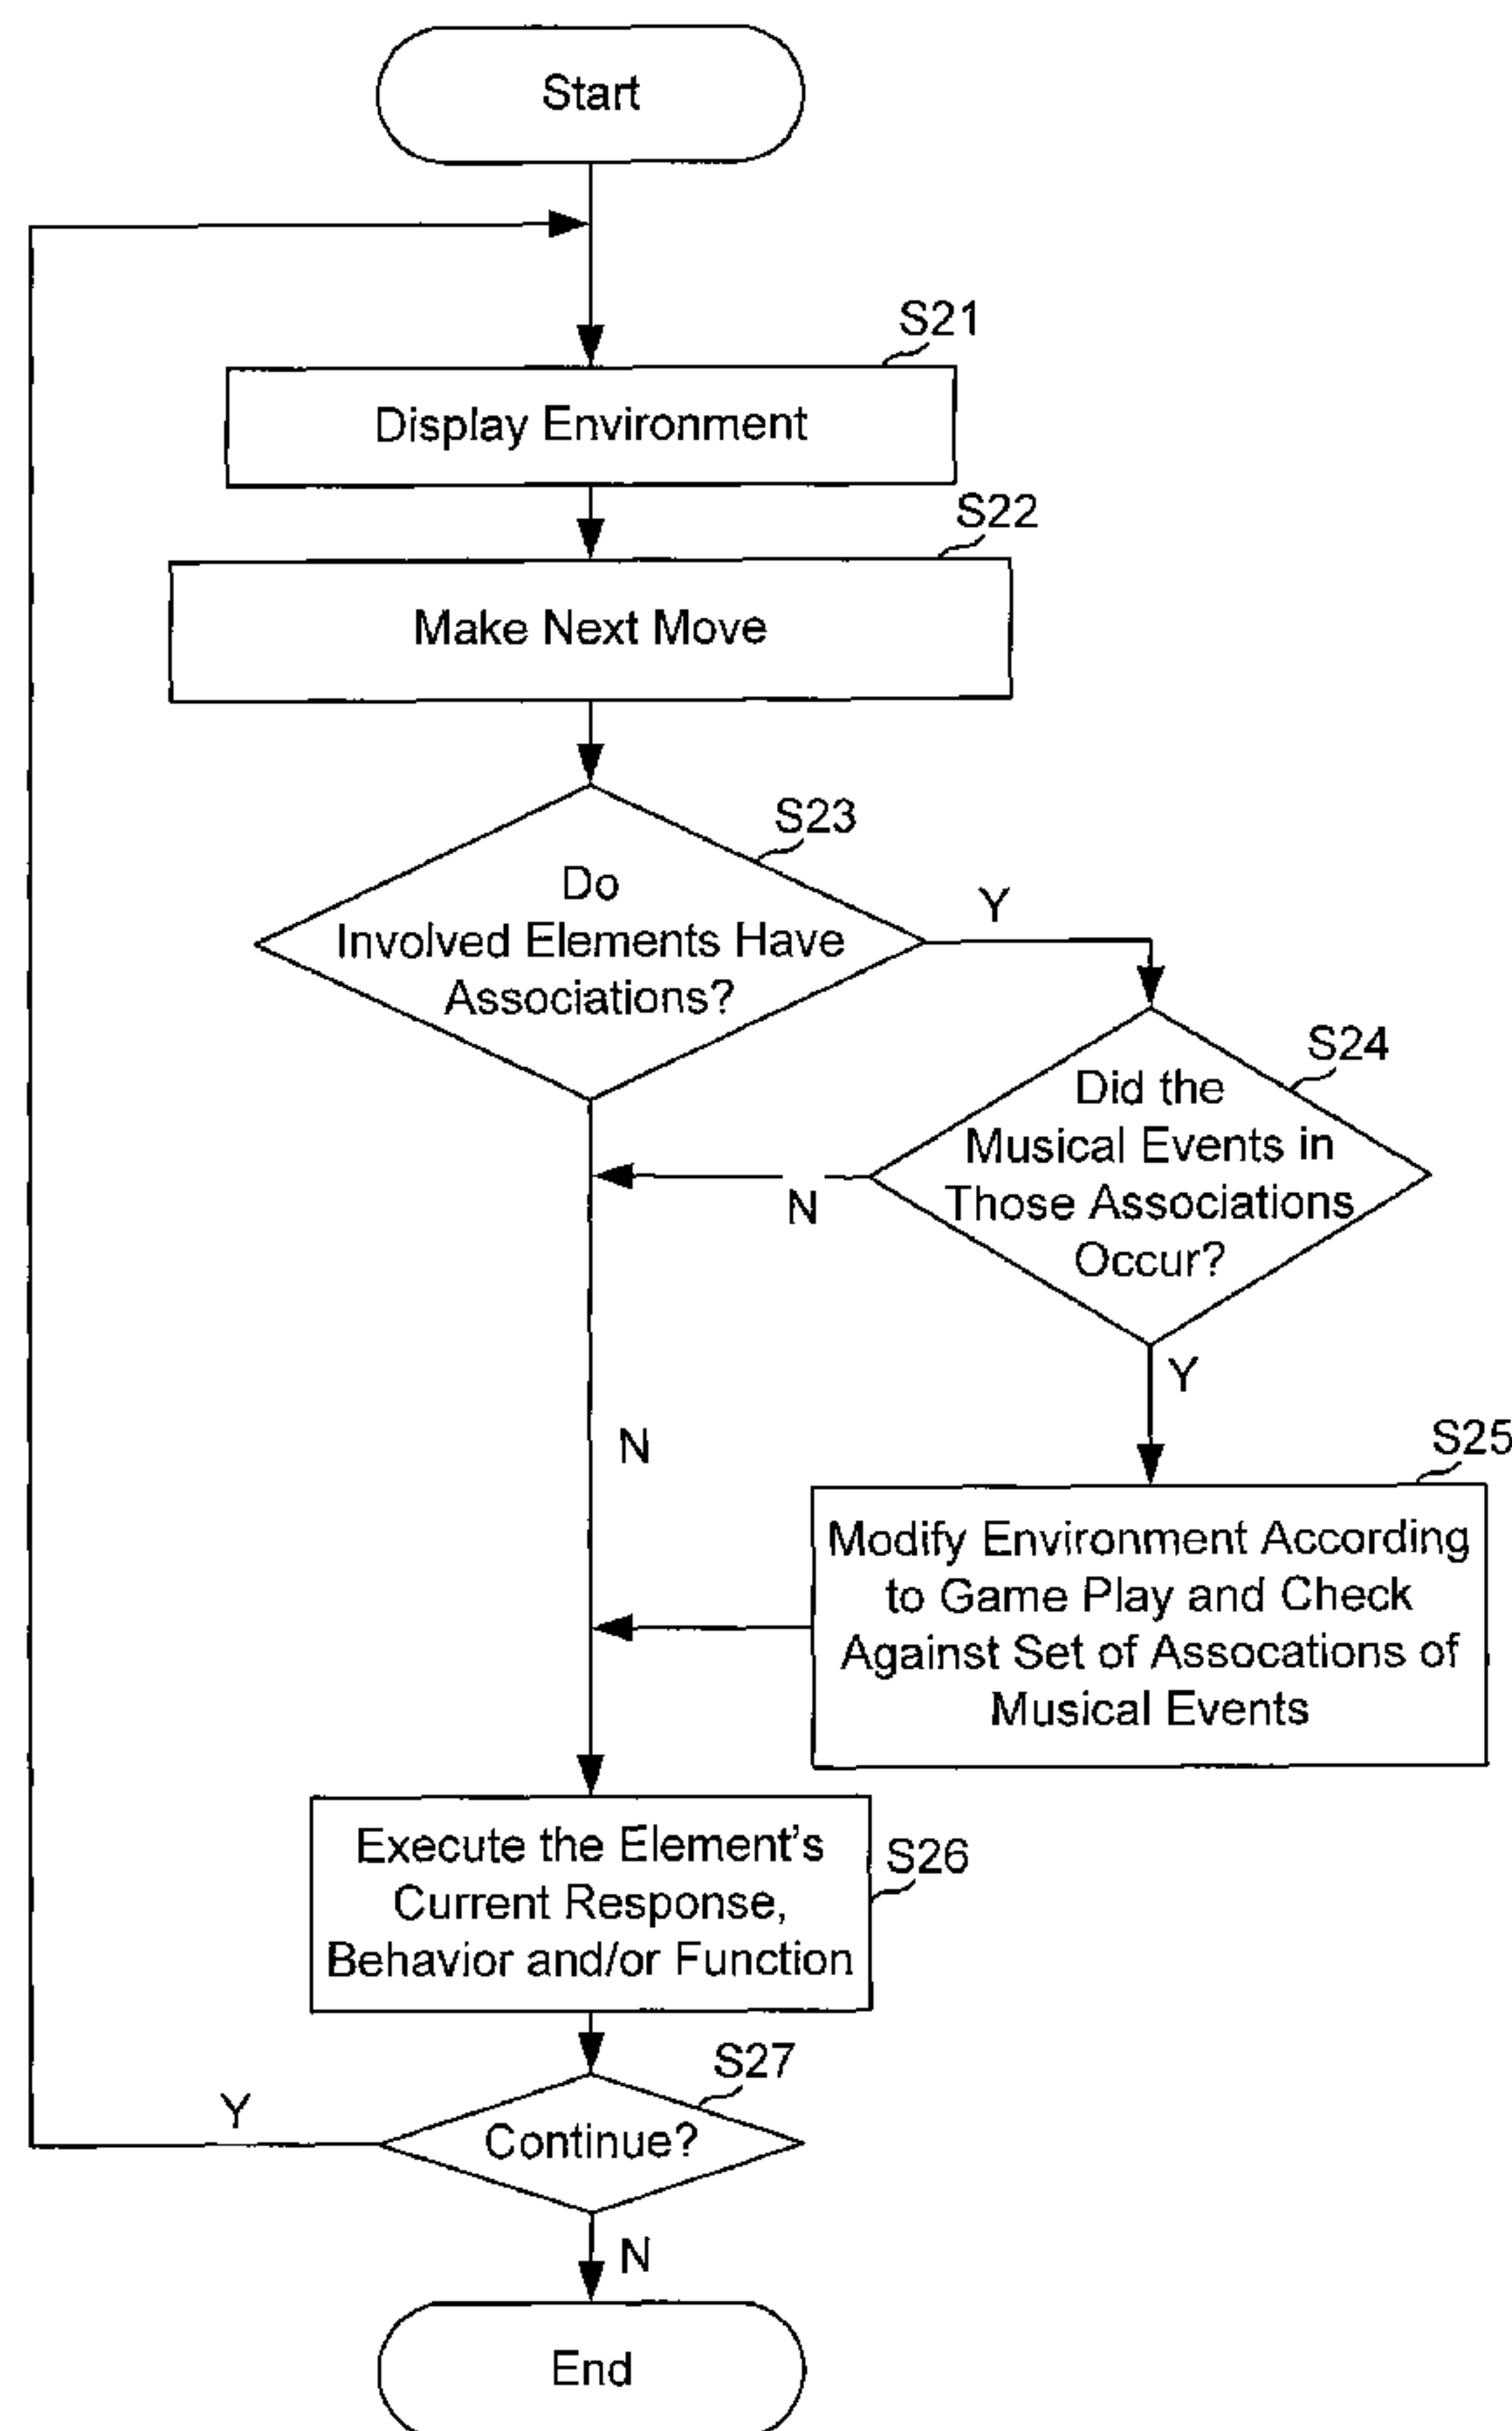 Start
S21
Display Environment
S22
Make Next Move
S23
Do
Involved Elements Have
Associations?
Y
S24
Did the
Musical Events in
Those Associations
Occur?
N
Y
N
S25
Modify Environment According
to Game Play and Check
Against Set of Assocations of
Musical Events
Execute the Element's
Current Response,
Behavior and/or Function
S26
S27
Continue?
Y
N
End